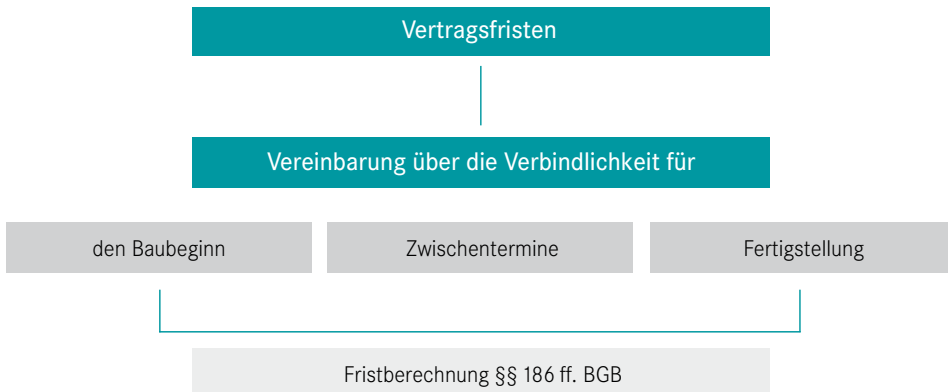 Vertragsfristen
Vereinbarung über die Verbindlichkeit für
den Baubeginn
Zwischentermine
Fertigstellung
Fristberechnung §§ 186 ff. BGB